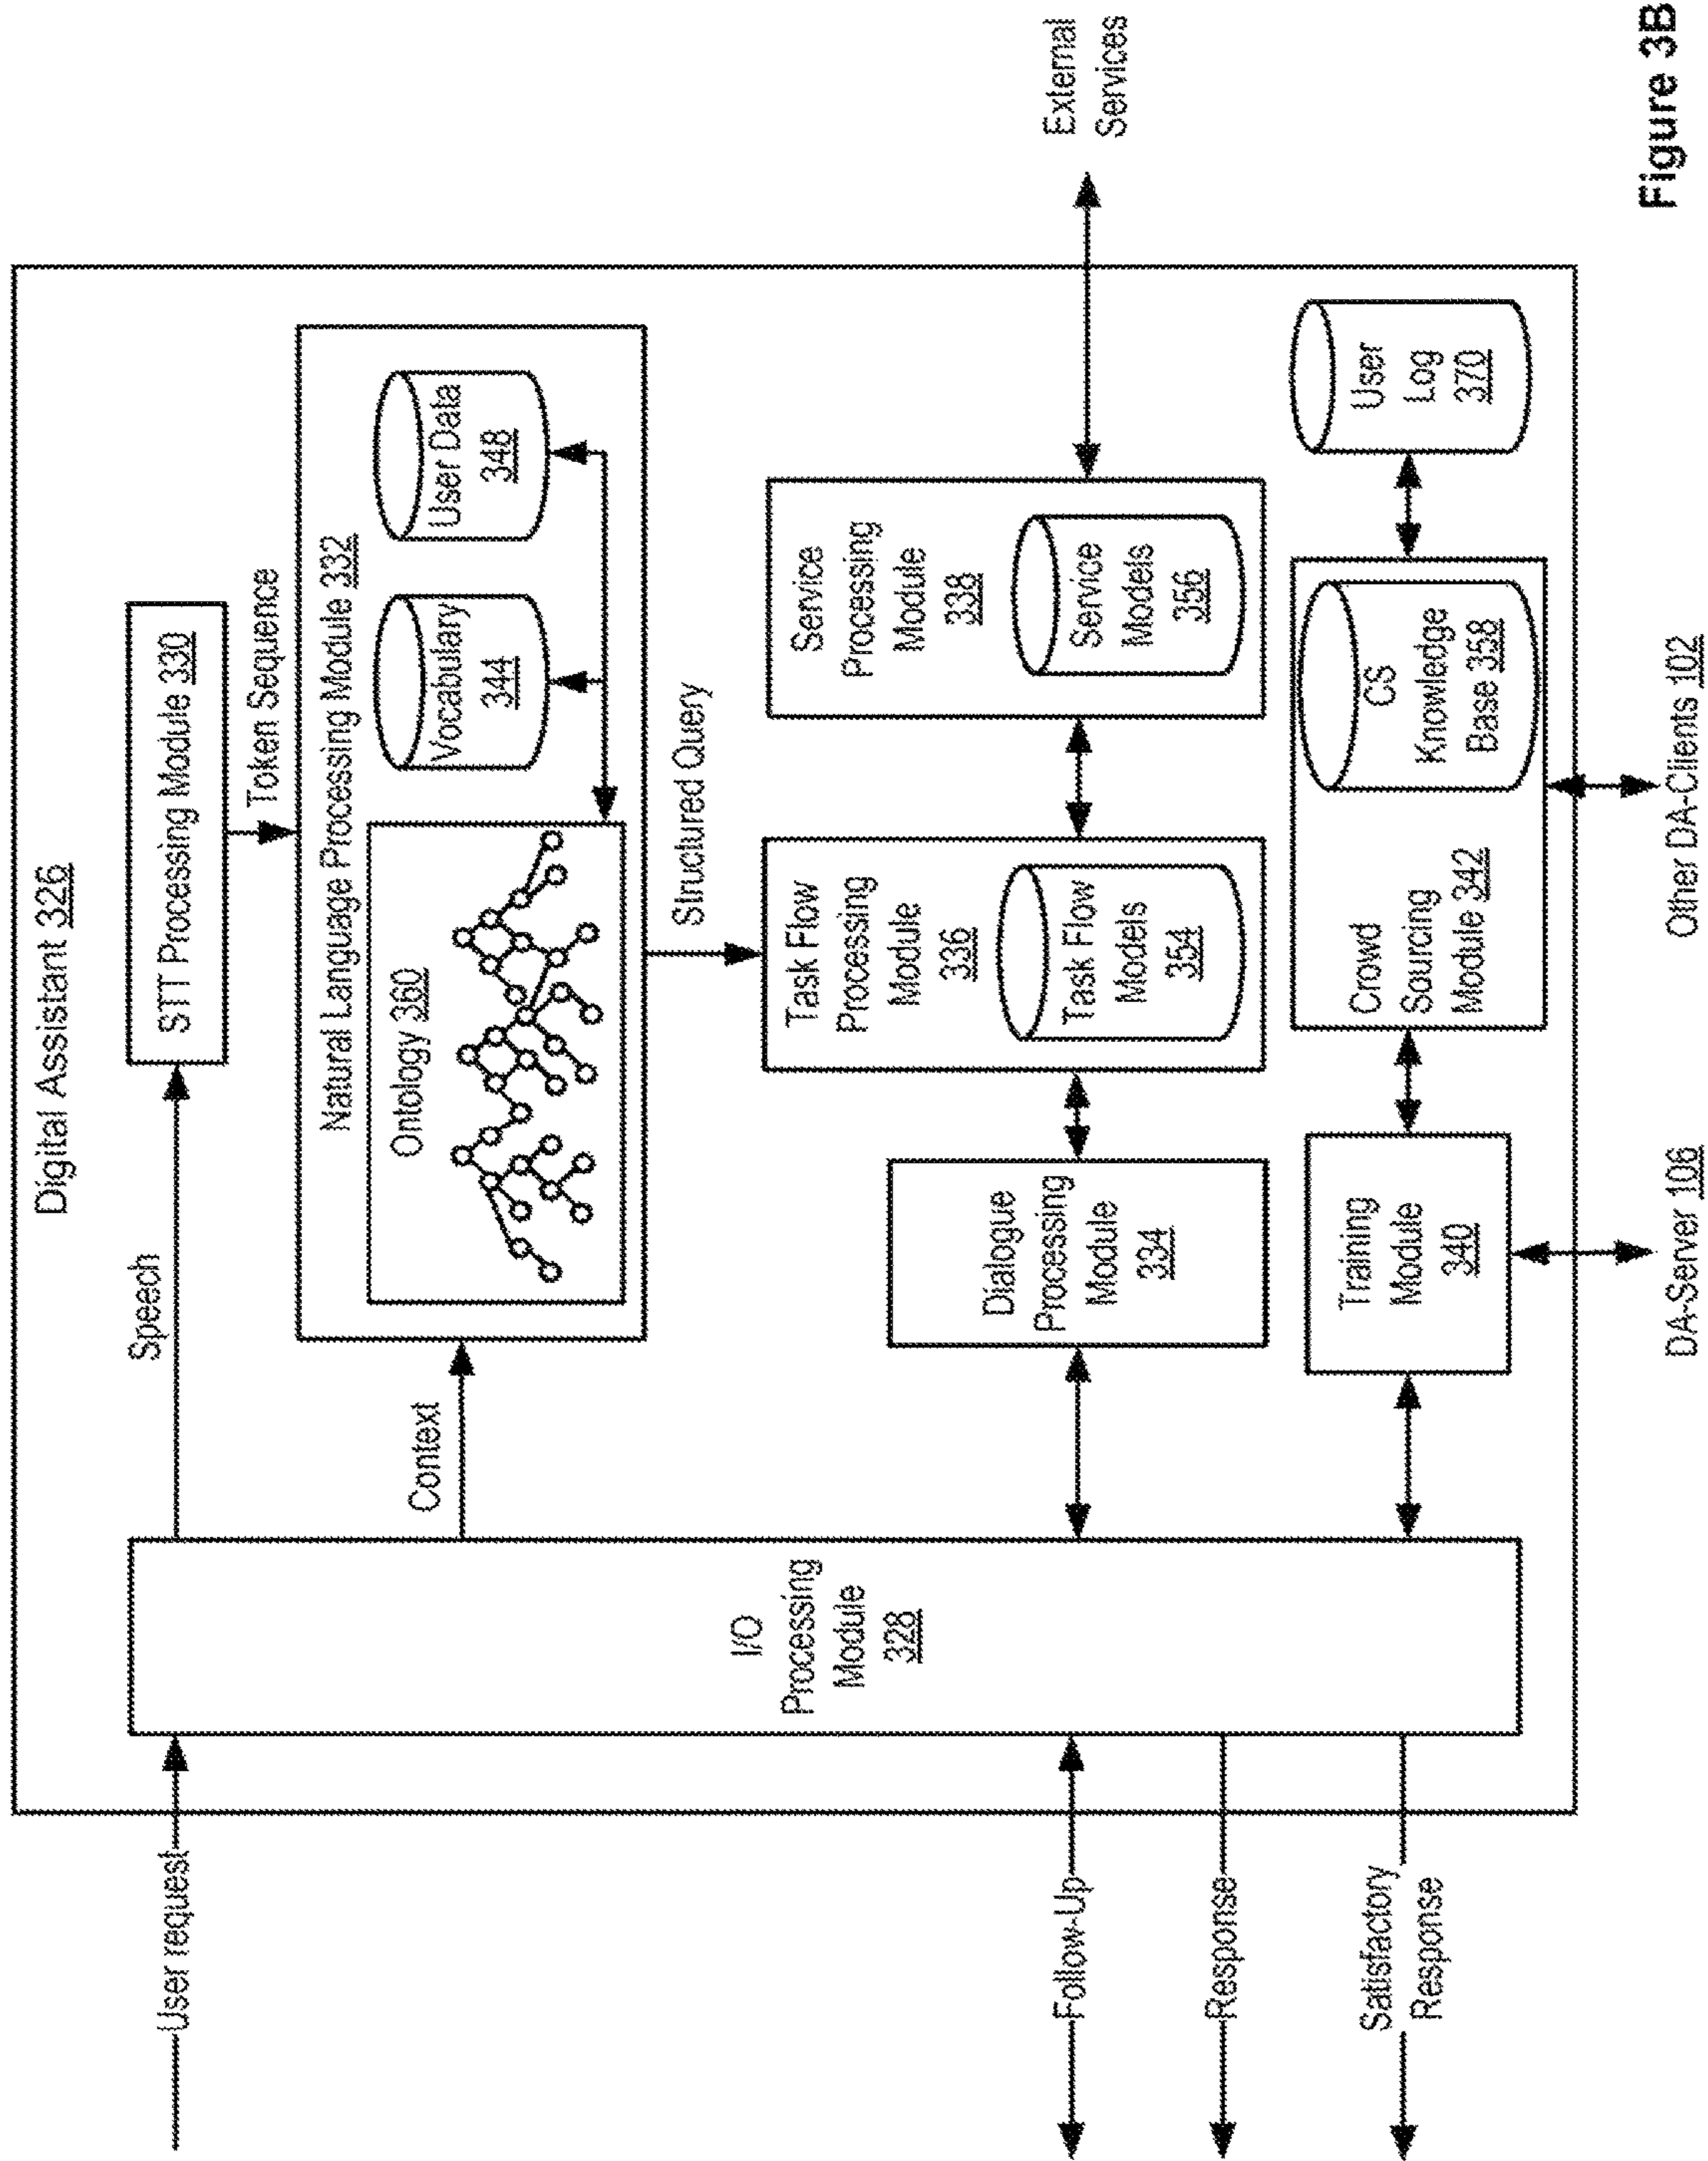 Digital Assistant 326
User request
Speech
STT Processing Module 330
Token Sequence
Context
Natural Language Processing Module 332
Ontology 360
Vocabulary
344
User Data
348
Structured Query
I/O
Processing
Module
328
Follow-Up
Response
Satisfactory
Response
Dialogue
Processing
Module
334
Task Flow
Processing
Module
336
Task Flow
Models
354
Service
Processing
Module
338
Service
Models
356
External
Services
Training
Module
340
Crowd
Sourcing
Module 342
CS
Knowledge
Base 358
User
Log
370
DA-Server 106
Other DA-Clients 102
Figure 3B